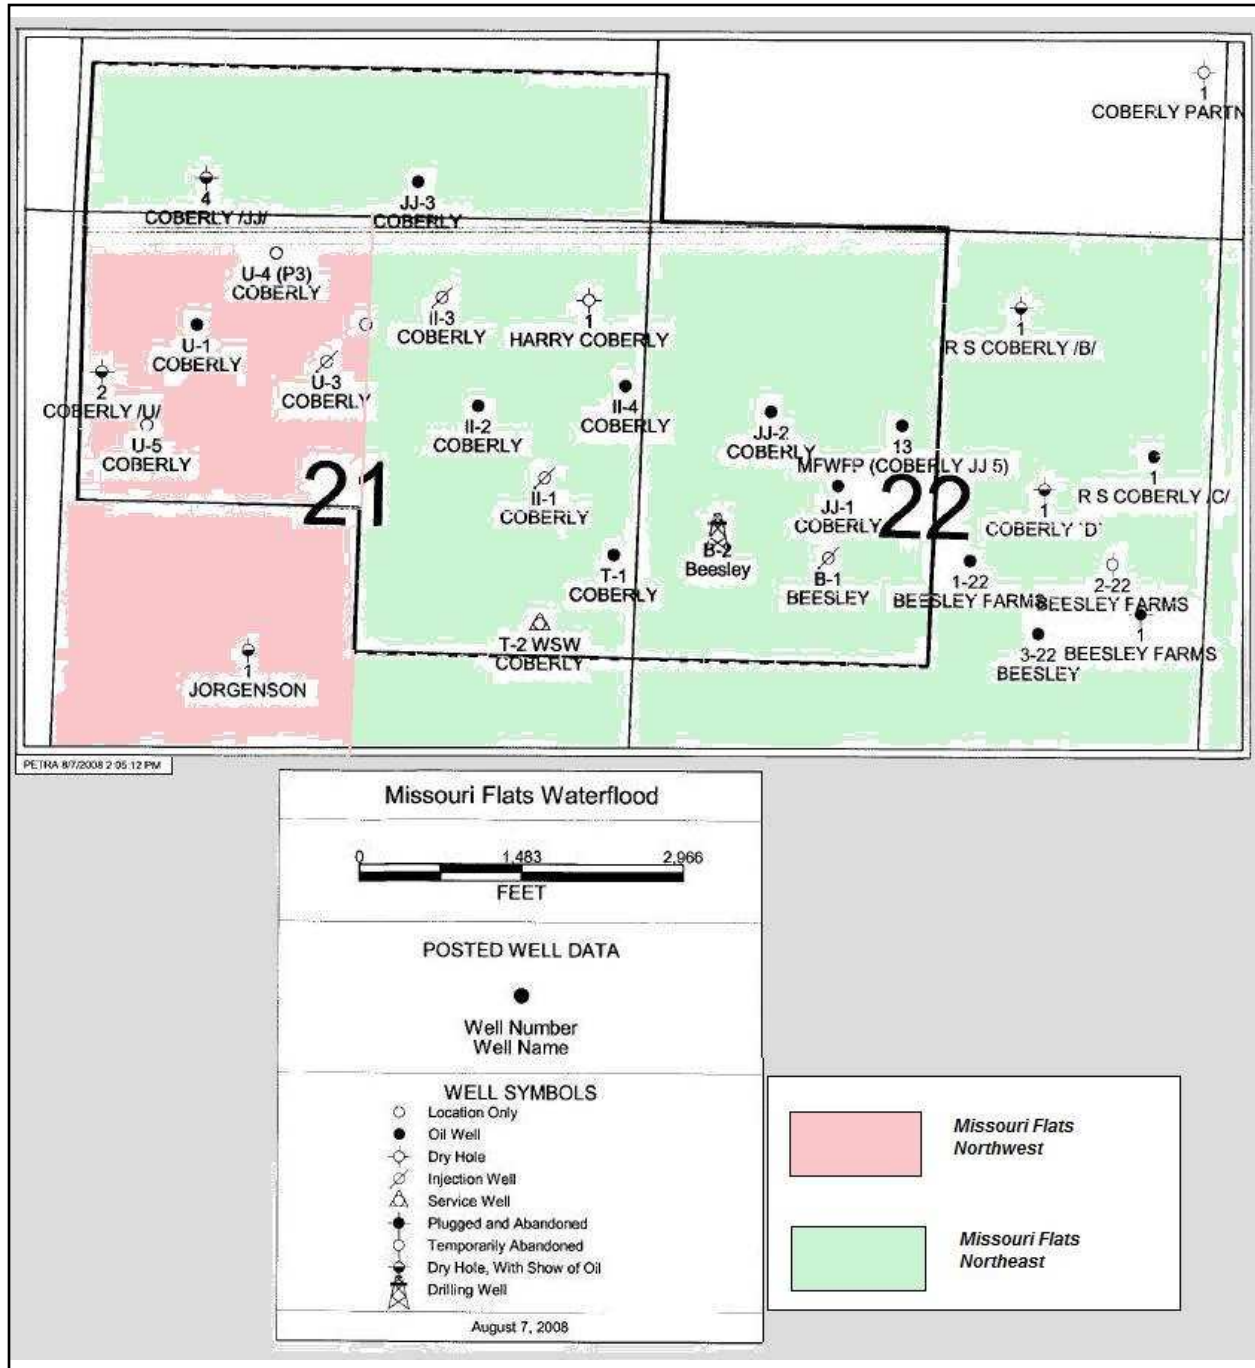 1
COBERLY PARTN
4
COBERLY /JJ/
JJ-3
COBERLY
U-4 (P3)
COBERLY
II-3
COBERLY
1
HARRY COBERLY
1
R S COBERLY /B/
U-1
COBERLY
U-3
COBERLY
2
COBERLY /U/
U-5
COBERLY
II-2
COBERLY
II-4
COBERLY
JJ-2
COBERLY
13
MFWFP (COBERLY JJ 5)
1
R S COBERLY /C/
21
II-1
COBERLY
JJ-1
COBERLY
22
1
COBERLY 'D'
B-2
Beesley
T-1
COBERLY
B-1
BEESLEY
1-22
BEESLEY FARMS
2-22
BEESLEY FARMS
T-2 WSW
COBERLY
3-22
BEESLEY
1
BEESLEY FARMS
1
JORGENSON
PETRA 8/7/2008 2:05:12 PM
Missouri Flats Waterflood
0 1,483 2,966
FEET
POSTED WELL DATA
Well Number
Well Name
WELL SYMBOLS
Location Only
Oil Well
Dry Hole
Injection Well
Service Well
Plugged and Abandoned
Temporarily Abandoned
Dry Hole, With Show of Oil
Drilling Well
August 7, 2008
Missouri Flats
Northwest
Missouri Flats
Northeast